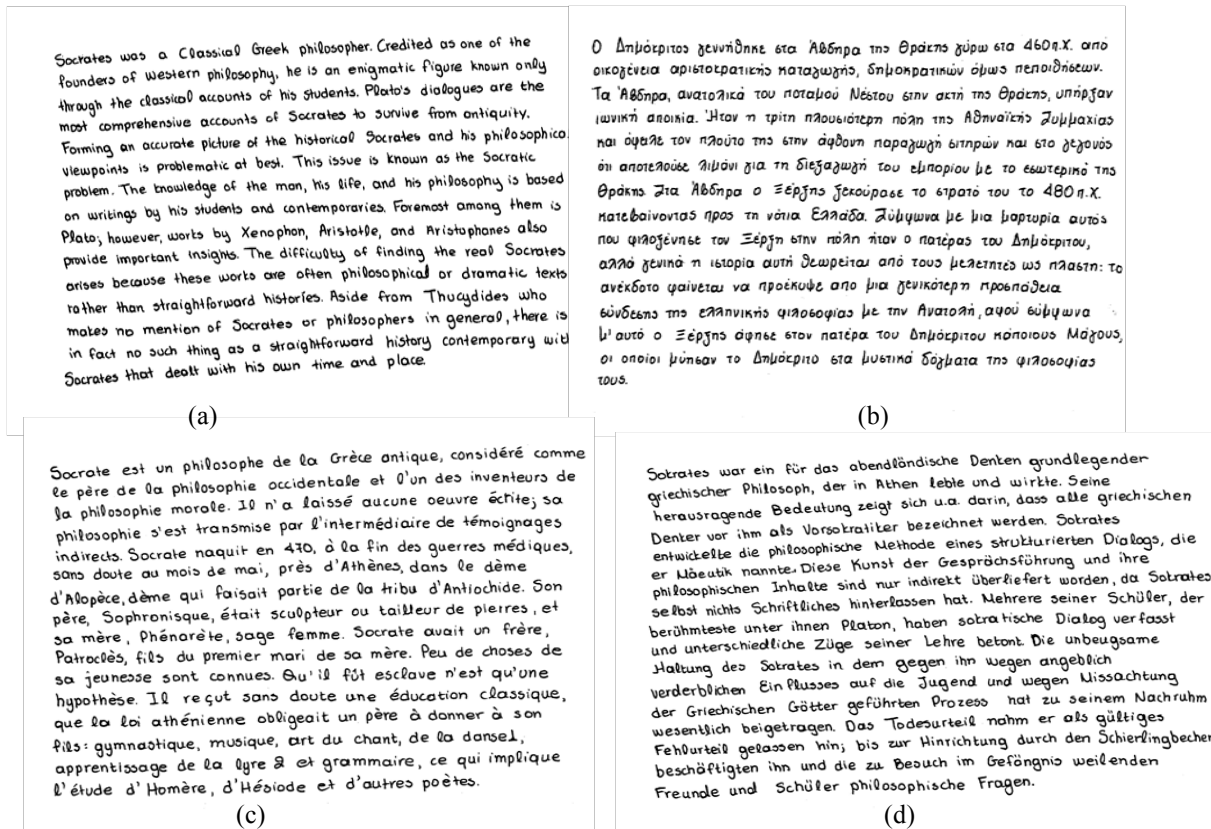 Socrates was a Classical Greek philosopher. Credited as one of the
founders of western philosophy, he is an enigmatic figure known only
through the classical accounts of his students. Plato's dialogues are the
most comprehensive accounts of Socrates to survive from antiquity.
Forming an accurate picture of the historical Socrates and his philosophica
viewpoints is problematic at best. This issue is known as the Socratic
problem. The knowledge of the man, his life, and his philosophy is based
on writings by his students and contemporaries. Foremost among them is
Plato; however, works by Xenophon, Aristotle, and Aristophanes also
provide important insights. The difficulty of finding the real Socrates
arises because these works are often philosophical or dramatic texts
rather than straightforward histories. Aside from Thucydides who
makes no mention of Socrates or philosophers in general, there is
in fact no such thing as a straightforward history contemporary wit
Socrates that dealt with his own time and place.
(a)
Ο Δημόκριτος γεννήθηκε στα Άβδηρα της Θράκης γύρω στα 460π.Χ. από
οικογένεια αριστοκρατικής καταγωγής, δημοκρατικών όμως πεποιθήσεων.
Τα Άβδηρα, ανατολικά του ποταμού Νέστου στην ακτή της Θράκης, υπήρξαν
ιωνική αποικία. Ήταν η τρίτη πλουσιότερη πόλη της Αθηναϊκής Συμμαχίας
και όφειλε τον πλούτο της στην άφθονη παραγωγή σιτηρών και στο γεγονός
ότι αποτελούσε λιμάνι για τη διεξαγωγή του εμπορίου με το εσωτερικό της
Θράκης Στα Άβδηρα ο Ξέρξης ξεκούρασε το στρατό του το 480 π.Χ.
κατεβαίνοντας προς τη νότια Ελλάδα. Σύμφωνα με μια μαρτυρία αυτός
που φιλοξένησε τον Ξέρξη στην πόλη ήταν ο πατέρας του Δημόκριτου,
αλλά γενικά η ιστορία αυτή θεωρείται από τους μελετητές ως πλαστή: το
ανέκδοτο φαίνεται να προέκυψε απο μια γενικότερη προσπάθεια
σύνδεσης της ελληνικής φιλοσοφίας με την Ανατολή, αφού σύμφωνα
μ'αυτό ο Ξέρξης άφησε στον πατέρα του Δημόκριτου κάποιους Μάγους,
οι οποίοι μύησαν το Δημόκριτο στα μυστικά δόγματα της φιλοσοφίας
τους.
(b)
Socrate est un philosophe de la Grèce antique, considéré comme
le père de la philosophie occidentale et l'un des inventeurs de
la philosophie morale. Il n'a laissé aucune oeuvre écrite; sa
philosophie s'est transmise par l'intermédiaire de témoignages
indirects. Socrate naquit en 470, à la fin des guerres médiques,
sans doute au mois de mai, près d'Athènes, dans le dème
d'Alopèce, dème qui faisait partie de la tribu d'Antiochide. Son
père, Sophronisque, était sculpteur ou tailleur de pierres, et
sa mère, Phénarète, sage femme. Socrate avait un frère,
Patroclès, fils du premier mari de sa mère. Peu de choses de
sa jeunesse sont connues. Qu'il fût esclave n'est qu'une
hypothèse. Il reçut sans doute une éducation classique,
que la loi athénienne obligeait un père à donner à son
fils: gymnastique, musique, art du chant, de la danse1,
apprentissage de la lyre 2 et grammaire, ce qui implique
l'étude d'Homère, d'Hésiode et d'autres poètes.
(c)
Sokrates war ein für das abendländische Denken grundlegender
griechischer Philosoph, der in Athen lebte und wirkte. Seine
herausragende Bedeutung zeigt sich u.a. darin, dass alle griechischen
Denker vor ihm als Vorsokratiker bezeichnet werden. Sokrates
entwickelte die philosophische Methode eines strukturierten Dialogs, die
er Mäeutik nannte. Diese Kunst der Gesprächsführung und ihre
philosophischen Inhalte sind nur indirekt überliefert worden, da Sokrates
selbst nichts Schriftliches hinterlassen hat. Mehrere seiner Schüler, der
berühmteste unter ihnen Platon, haben sokratische Dialog verfasst
und unterschiedliche Züge seiner Lehre betont. Die unbeugsame
Haltung des Sokrates in dem gegen ihn wegen angeblich
verderblichen Einflusses auf die Jugend und wegen Missachtung
der Griechischen Götter geführten Prozess hat zu seinem Nachruhm
wesentlich beigetragen. Das Todesurteil nahm er als gültiges
Fehlurteil gelassen hin; bis zur Hinrichtung durch den Schierlingbecher
beschäftigten ihn und die zu Besuch im Gefängnis weilenden
Freunde und Schüler philosophische Fragen.
(d)